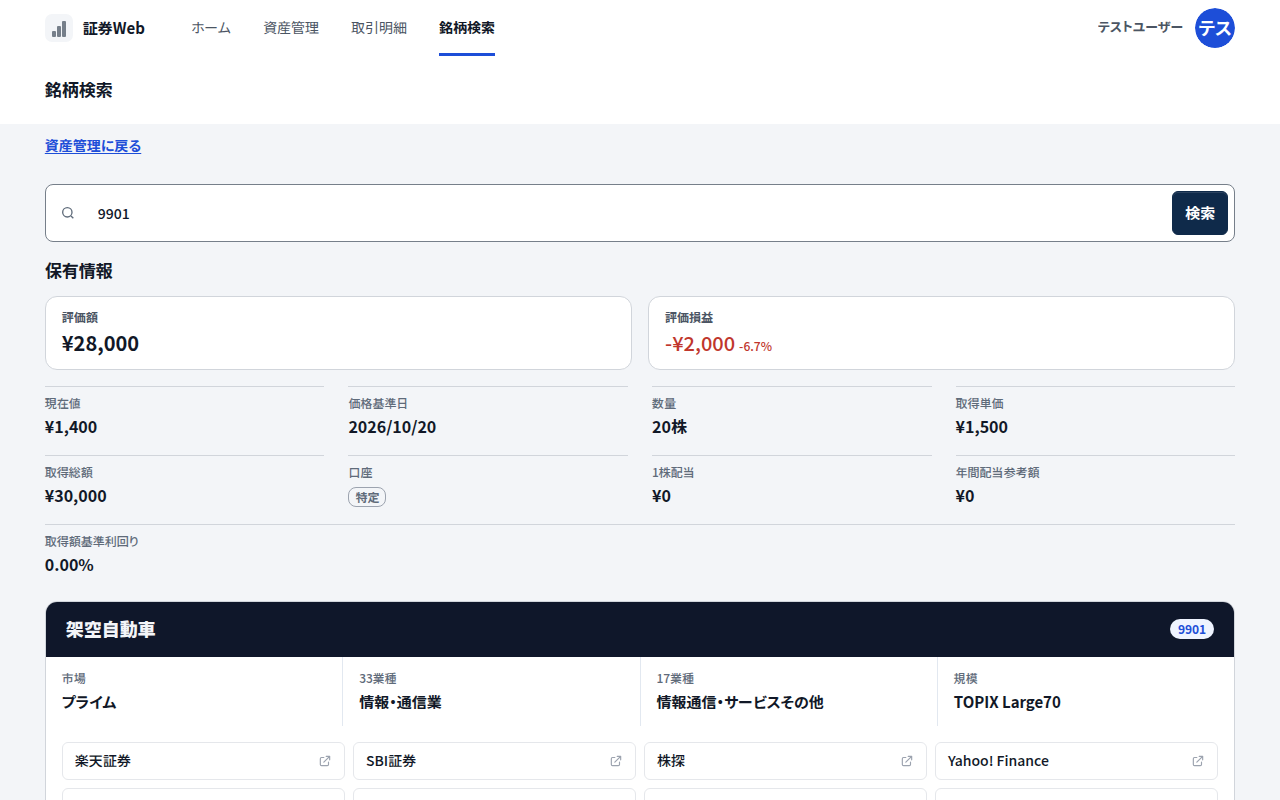 証券Web
ホーム
資産管理
取引明細
銘柄検索
テストユーザー
テス
銘柄検索
資産管理に戻る
9901
検索
保有情報
評価額
¥28,000
評価損益
-¥2,000 -6.7%
現在値
¥1,400
価格基準日
2026/10/20
数量
20株
取得単価
¥1,500
取得総額
¥30,000
口座
特定
1株配当
¥0
年間配当参考額
¥0
取得額基準利回り
0.00%
架空自動車
9901
市場
プライム
33業種
情報・通信業
17業種
情報通信・サービスその他
規模
TOPIX Large70
楽天証券
SBI証券
株探
Yahoo! Finance